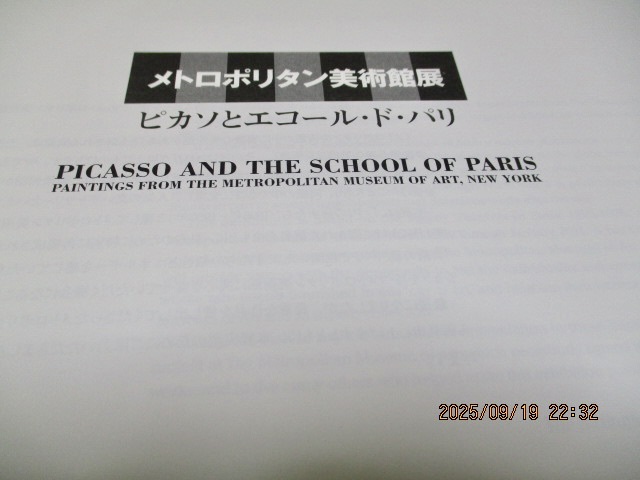 メトロポリタン美術館展
ピカソとエコール・ド・パリ
PICASSO AND THE SCHOOL OF PARIS
PAINTINGS FROM THE METROPOLITAN MUSEUM OF ART, NEW YORK
2025/09/19 22:32